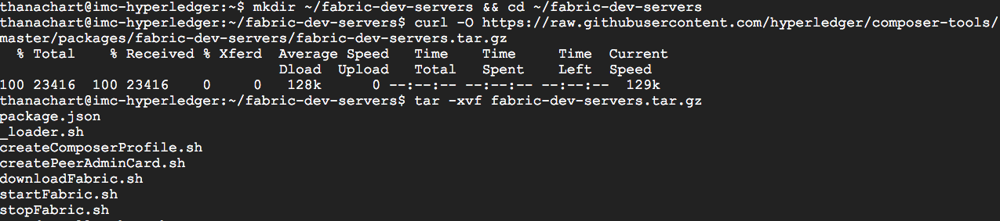 thanachart@imc-hyperledger:~$ mkdir ~/fabric-dev-servers && cd ~/fabric-dev-servers
thanachart@imc-hyperledger:~/fabric-dev-servers$ curl -O https://raw.githubusercontent.com/hyperledger/composer-tools/
master/packages/fabric-dev-servers/fabric-dev-servers.tar.gz
  % Total    % Received % Xferd  Average Speed   Time    Time     Time  Current
                                 Dload  Upload   Total   Spent    Left  Speed
100 23416  100 23416    0     0   128k      0 --:--:-- --:--:-- --:--:--  129k
thanachart@imc-hyperledger:~/fabric-dev-servers$ tar -xvf fabric-dev-servers.tar.gz
package.json
_loader.sh
createComposerProfile.sh
createPeerAdminCard.sh
downloadFabric.sh
startFabric.sh
stopFabric.sh